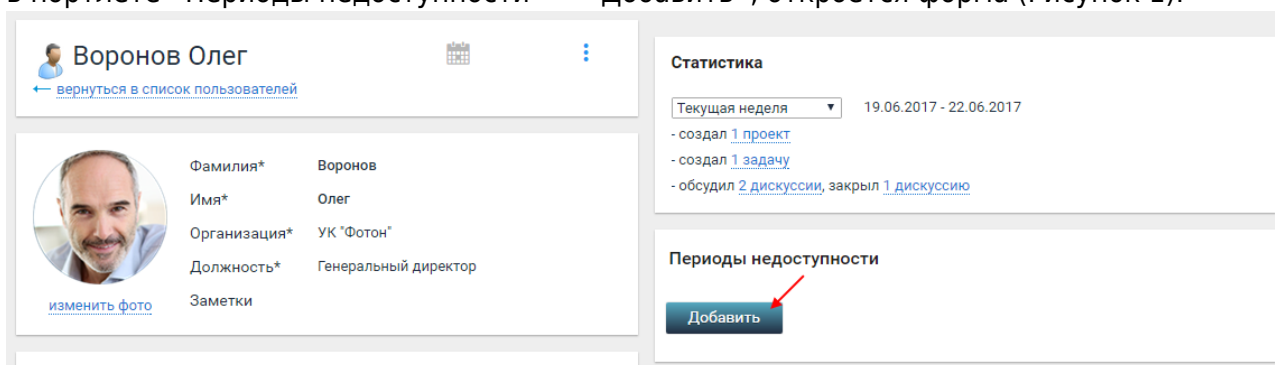 Воронов Олег
← вернуться в список пользователей
Фамилия* Воронов
Имя* Олег
Организация* УК "Фотон"
Должность* Генеральный директор
Заметки
изменить фото
Статистика
Текущая неделя ▼ 19.06.2017 - 22.06.2017
- создал 1 проект
- создал 1 задачу
- обсудил 2 дискуссии, закрыл 1 дискуссию
Периоды недоступности
Добавить